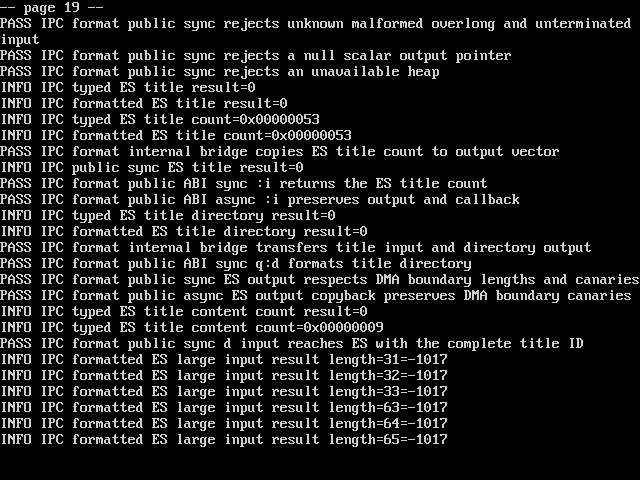 -- page 19 --
PASS IPC format public sync rejects unknown malformed overlong and unterminated
input
PASS IPC format public sync rejects a null scalar output pointer
PASS IPC format public sync rejects an unavailable heap
INFO IPC typed ES title result=0
INFO IPC formatted ES title result=0
INFO IPC typed ES title count=0x00000053
INFO IPC formatted ES title count=0x00000053
PASS IPC format internal bridge copies ES title count to output vector
INFO IPC public sync ES title result=0
PASS IPC format public ABI sync :i returns the ES title count
PASS IPC format public ABI async :i preserves output and callback
INFO IPC typed ES title directory result=0
INFO IPC formatted ES title directory result=0
PASS IPC format internal bridge transfers title input and directory output
PASS IPC format public ABI sync q:d formats title directory
PASS IPC format public sync ES output respects DMA boundary lengths and canaries
PASS IPC format public async ES output copyback preserves DMA boundary canaries
INFO IPC typed ES title content count result=0
INFO IPC typed ES title content count=0x00000009
PASS IPC format public sync d input reaches ES with the complete title ID
INFO IPC formatted ES large input result length=31=-1017
INFO IPC formatted ES large input result length=32=-1017
INFO IPC formatted ES large input result length=33=-1017
INFO IPC formatted ES large input result length=63=-1017
INFO IPC formatted ES large input result length=64=-1017
INFO IPC formatted ES large input result length=65=-1017